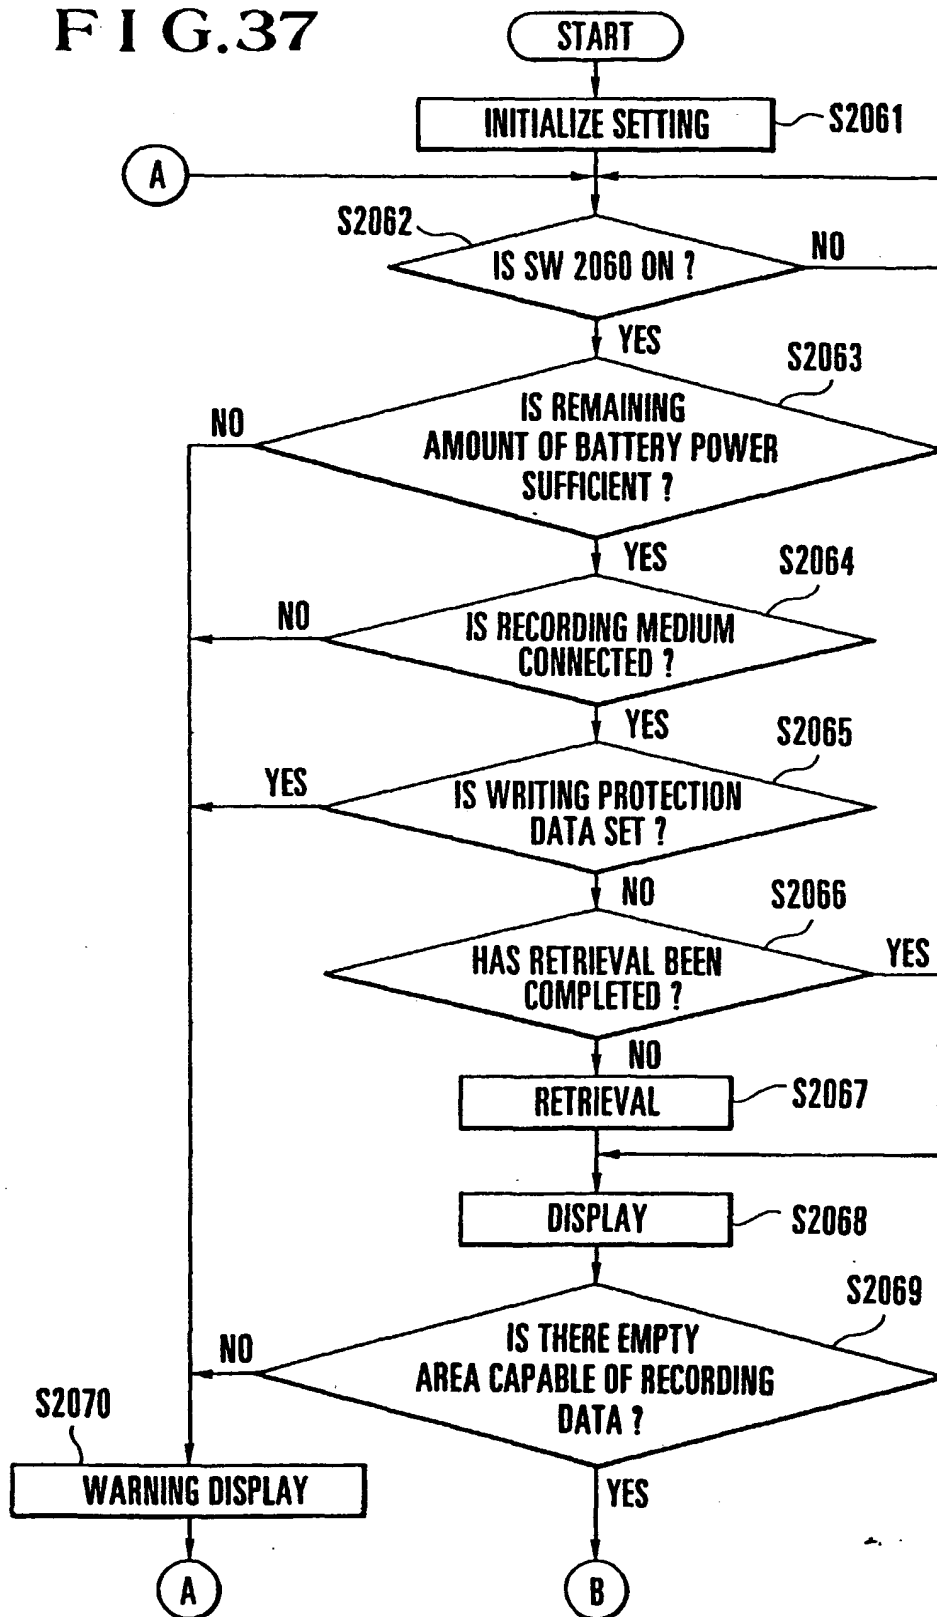 FIG.37
START
INITIALIZE SETTING
S2061
A
S2062
IS SW 2060 ON ?
NO
YES
S2063
NO
IS REMAINING
AMOUNT OF BATTERY POWER
SUFFICIENT ?
YES
S2064
NO
IS RECORDING MEDIUM
CONNECTED ?
YES
S2065
YES
IS WRITING PROTECTION
DATA SET ?
NO
S2066
HAS RETRIEVAL BEEN
COMPLETED ?
YES
NO
RETRIEVAL
S2067
DISPLAY
S2068
S2069
NO
IS THERE EMPTY
AREA CAPABLE OF RECORDING
DATA ?
S2070
WARNING DISPLAY
YES
A
B